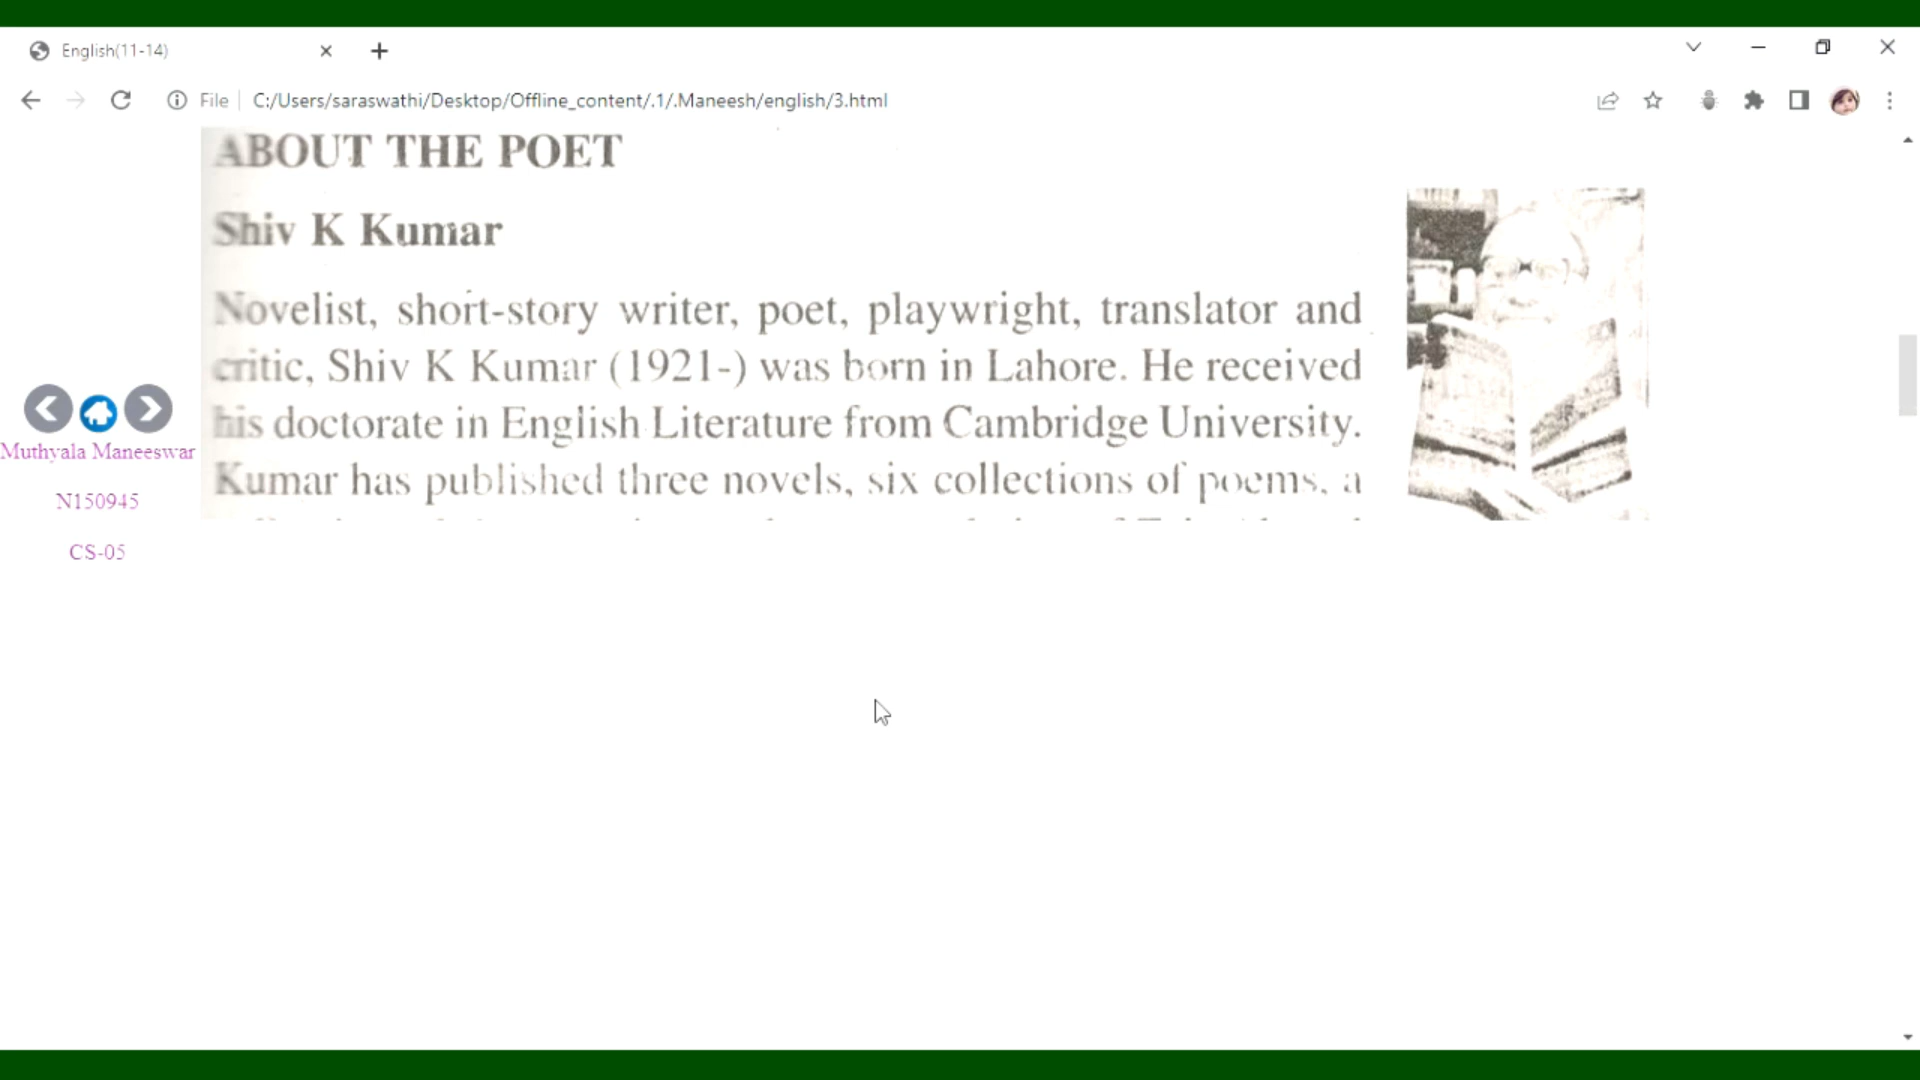 English(11-14)
File
C:/Users/saraswathi/Desktop/Offline_content/.1/.Maneesh/english/3.html
ABOUT THE POET
Shiv K Kumar
Novelist, short-story writer, poet, playwright, translator and
critic, Shiv K Kumar (1921-) was born in Lahore. He received
his doctorate in English Literature from Cambridge University.
Kumar has published three novels, six collections of poems, a
Muthyala Maneeswar
N150945
CS-05